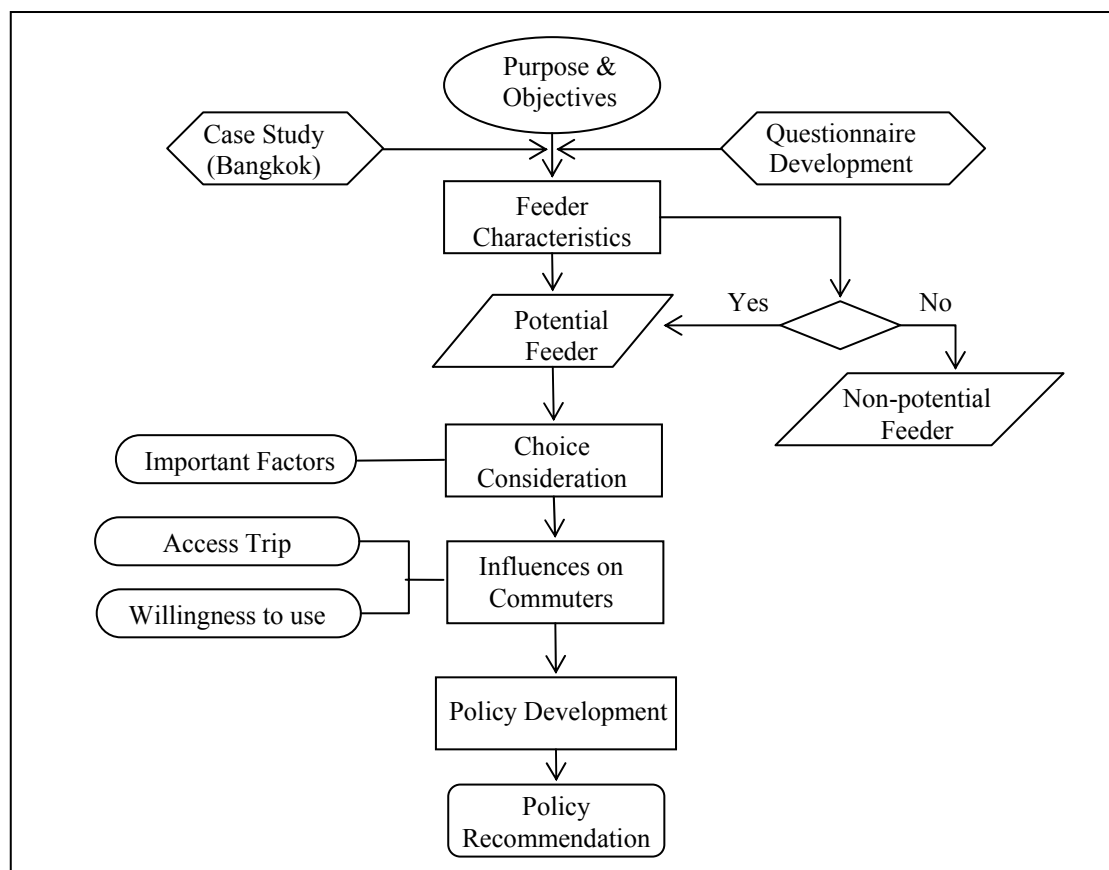 Purpose &
Objectives
Case Study
(Bangkok)
Questionnaire
Development
Feeder
Characteristics
Yes
No
Potential
Feeder
Non-potential
Feeder
Important Factors
Choice
Consideration
Access Trip
Influences on
Commuters
Willingness to use
Policy Development
Policy
Recommendation